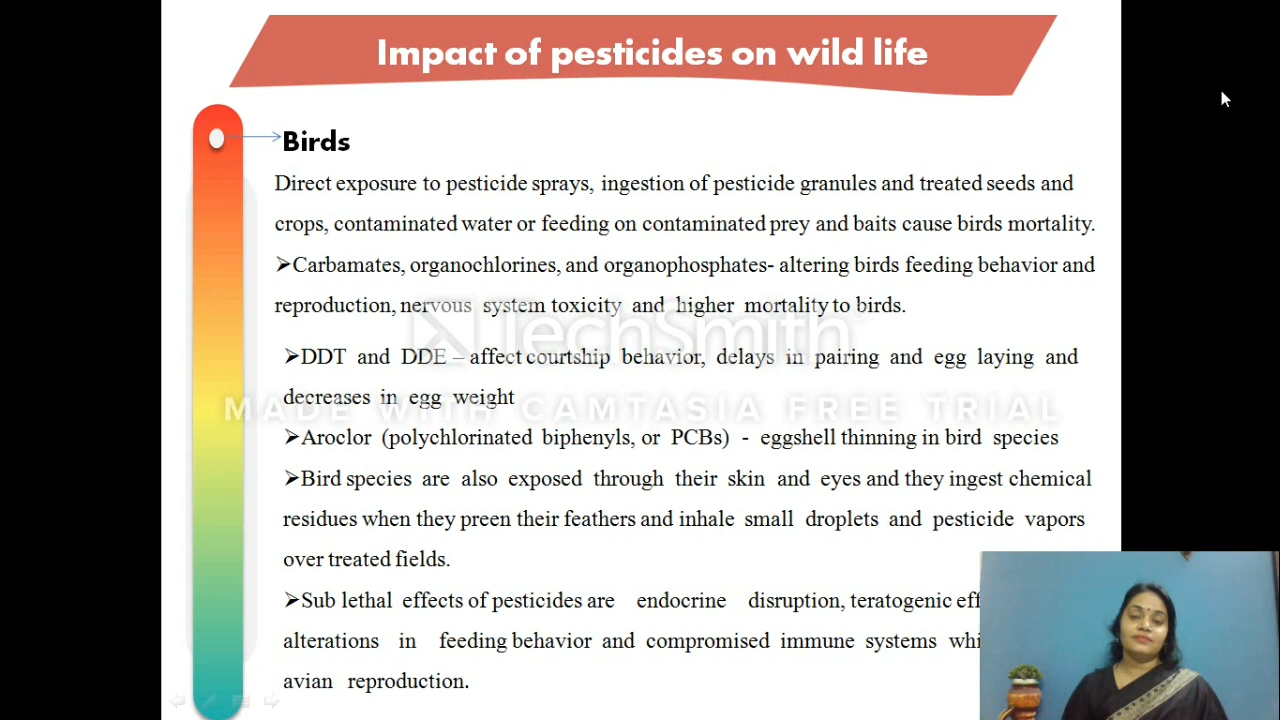 Impact of pesticides on wild life
Birds
Direct exposure to pesticide sprays, ingestion of pesticide granules and treated seeds and
crops, contaminated water or feeding on contaminated prey and baits cause birds mortality.
➢Carbamates, organochlorines, and organophosphates- altering birds feeding behavior and
reproduction, nervous system toxicity and higher mortality to birds.
TechSmith
➢DDT and DDE – affect courtship behavior, delays in pairing and egg laying and
decreases in egg weight
MADE WITH CAMTASIA FREE TRIAL
➢Aroclor (polychlorinated biphenyls, or PCBs) - eggshell thinning in bird species
➢Bird species are also exposed through their skin and eyes and they ingest chemical
residues when they preen their feathers and inhale small droplets and pesticide vapors
over treated fields.
➢Sub lethal effects of pesticides are endocrine disruption, teratogenic
alterations in feeding behavior and compromised immune systems
avian reproduction.